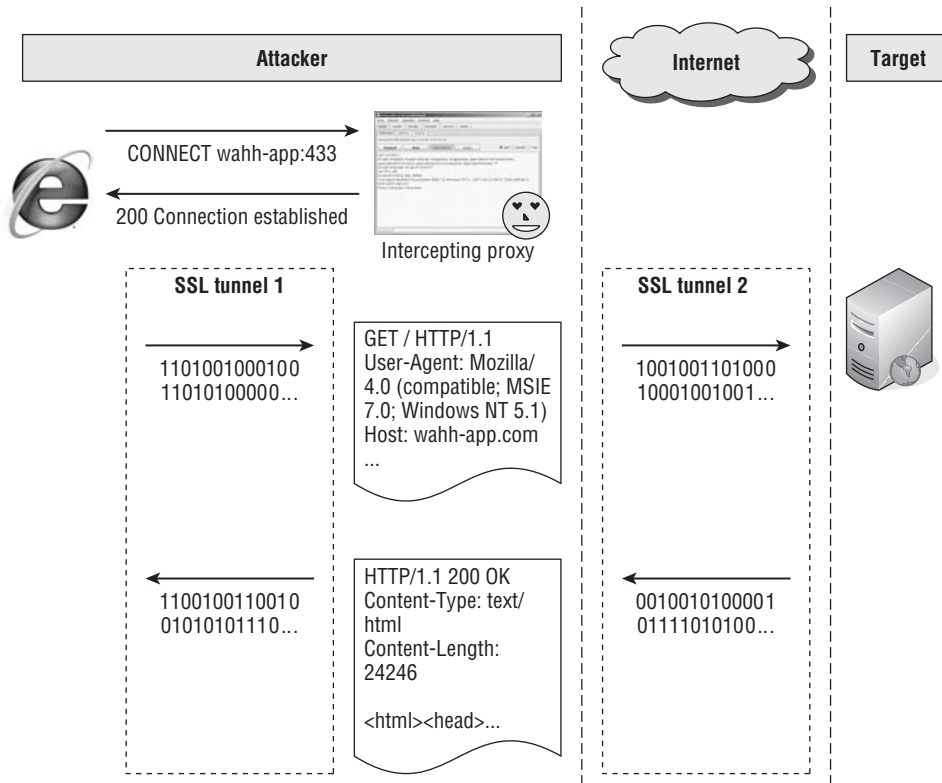 Attacker
Internet
Target
CONNECT wahh-app:433
200 Connection established
Intercepting proxy
SSL tunnel 1
SSL tunnel 2
1101001000100
11010100000...
GET / HTTP/1.1
User-Agent: Mozilla/
4.0 (compatible; MSIE
7.0; Windows NT 5.1)
Host: wahh-app.com
...
1001001101000
10001001001...
1100100110010
01010101110...
HTTP/1.1 200 OK
Content-Type: text/
html
Content-Length:
24246
<html><head>...
0010010100001
01111010100...